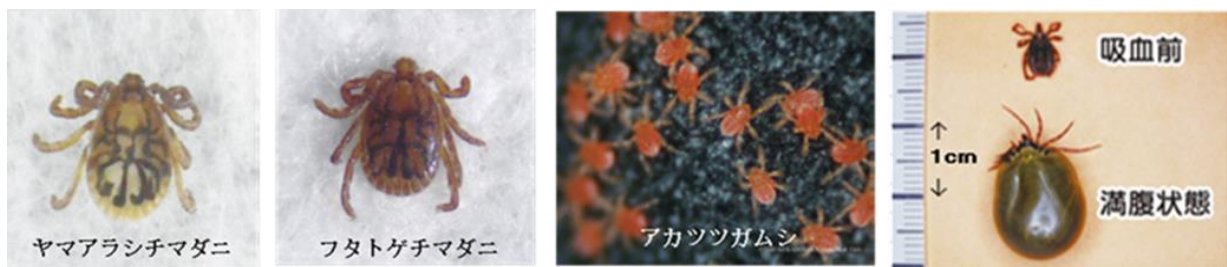 ヤマアラシチマダニ
フタトゲチマダニ
アカツツガムシ
吸血前
1cm
満腹状態